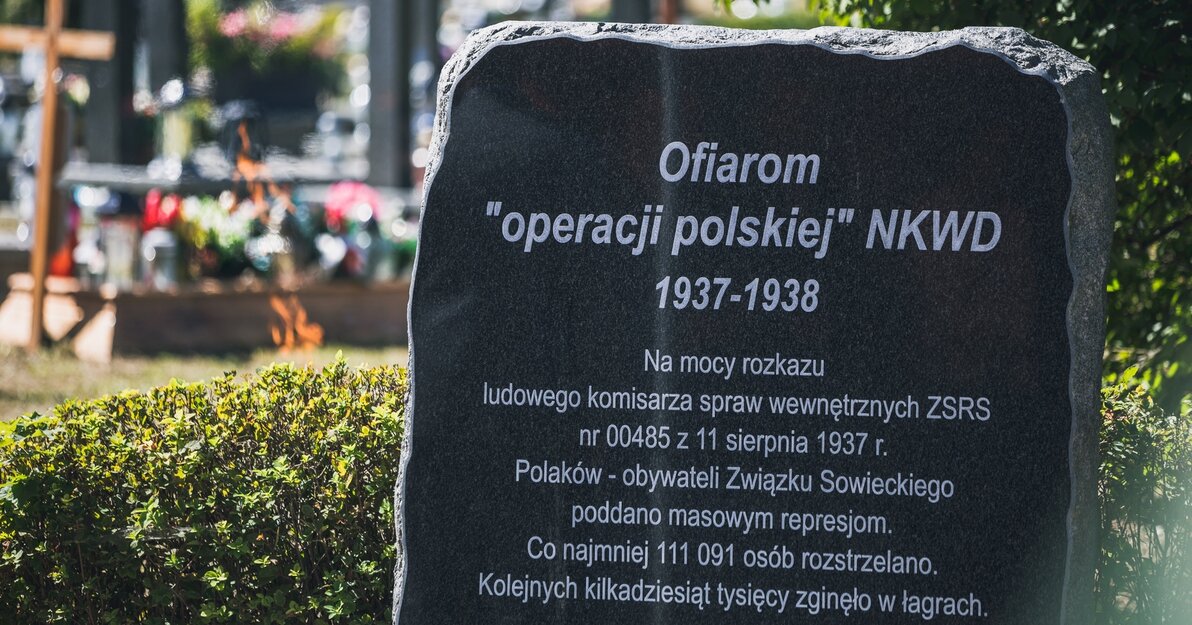 Ofiarom
"operacji polskiej" NKWD
1937-1938
Na mocy rozkazu
ludowego komisarza spraw wewnętrznych ZSRS
nr 00485 z 11 sierpnia 1937 r.
Polaków - obywateli Związku Sowieckiego
poddano masowym represjom.
Co najmniej 111 091 osób rozstrzelano.
Kolejnych kilkadziesiąt tysięcy zginęło w łagrach.